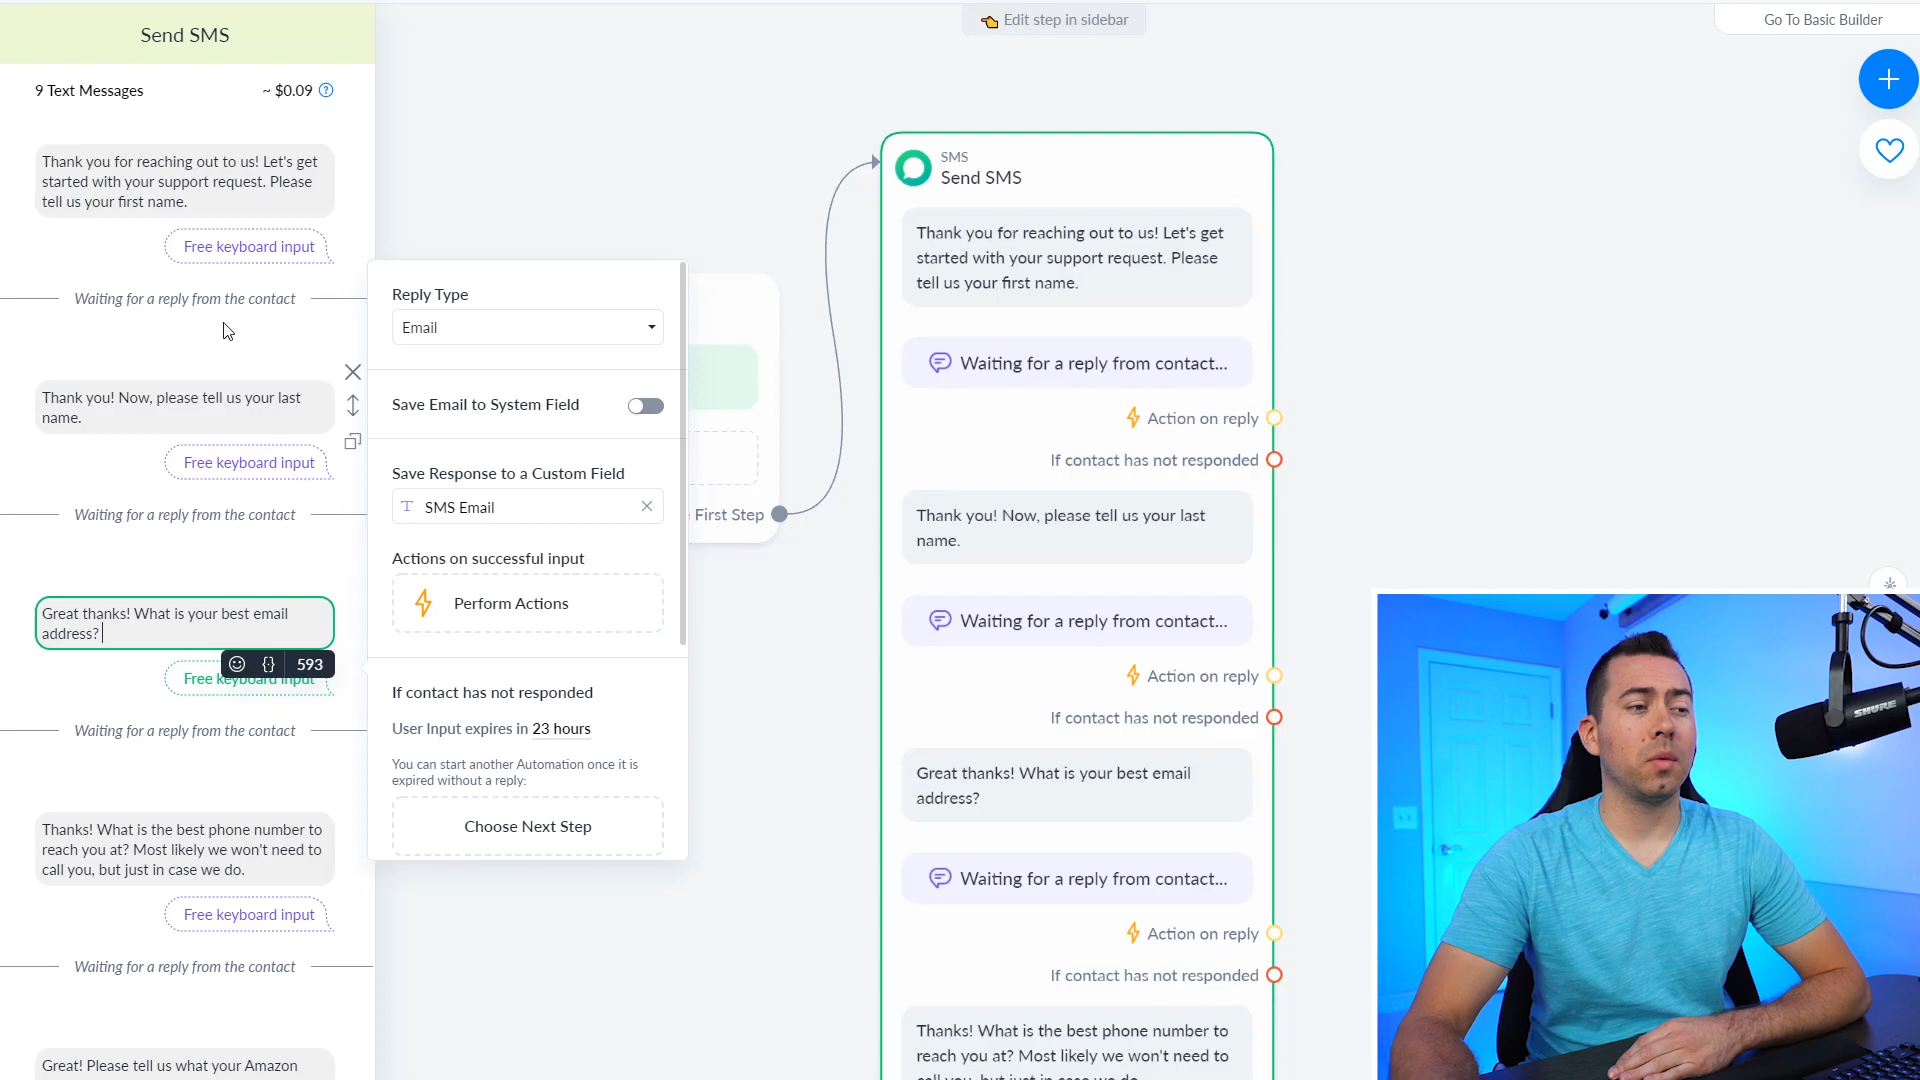 Send SMS
9 Text Messages
~ $0.09
?
Thank you for reaching out to us! Let's get
started with your support request. Please
tell us your first name.
Free keyboard input
Waiting for a reply from the contact
Thank you! Now, please tell us your last
name.
Free keyboard input
Waiting for a reply from the contact
Great thanks! What is your best email
address?
{} 593
Free keyboard input
Waiting for a reply from the contact
Thanks! What is the best phone number to
reach you at? Most likely we won't need to
call you, but just in case we do.
Free keyboard input
Waiting for a reply from the contact
Great! Please tell us what your Amazon
Reply Type
Email
Save Email to System Field
Save Response to a Custom Field
T SMS Email
Actions on successful input
Perform Actions
If contact has not responded
User Input expires in 23 hours
You can start another Automation once it is
expired without a reply:
Choose Next Step
First Step
Edit step in sidebar
Go To Basic Builder
SMS
Send SMS
Thank you for reaching out to us! Let's get
started with your support request. Please
tell us your first name.
Waiting for a reply from contact...
Action on reply
If contact has not responded
Thank you! Now, please tell us your last
name.
Waiting for a reply from contact...
Action on reply
If contact has not responded
Great thanks! What is your best email
address?
Waiting for a reply from contact...
Action on reply
If contact has not responded
Thanks! What is the best phone number to
reach you at? Most likely we won't need to
call you, but just in case we do.
SHURE